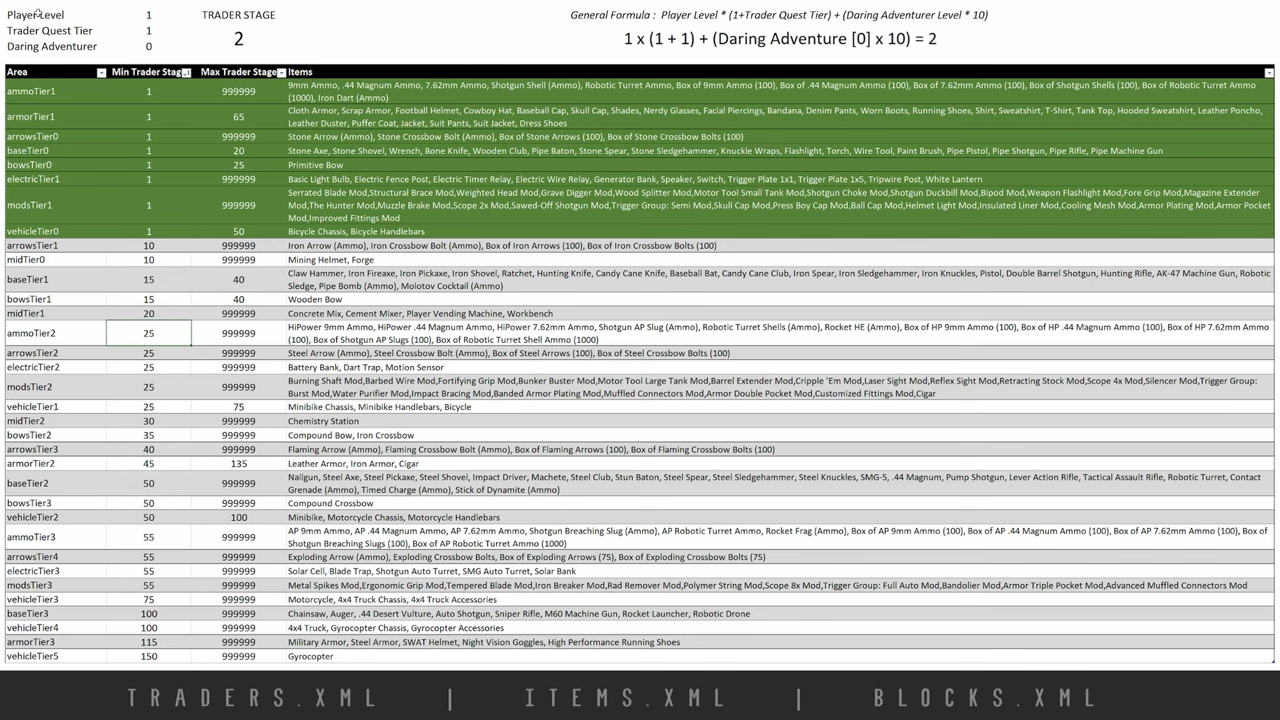 Player Level 1 TRADER STAGE General Formula : Player Level * (1+Trader Quest Tier) + (Daring Adventurer Level * 10)
Trader Quest Tier 1
2 1 x (1 + 1) + (Daring Adventure [0] x 10) = 2
Daring Adventurer 0
Area Min Trader Stag Max Trader Stage Items
ammoTier1 1 999999 9mm Ammo, .44 Magnum Ammo, 7.62mm Ammo, Shotgun Shell (Ammo), Robotic Turret Ammo, Box of 9mm Ammo (100), Box of .44 Magnum Ammo (100), Box of 7.62mm Ammo (100), Box of Shotgun Shells (100), Box of Robotic Turret Ammo
(1000), Iron Dart (Ammo)
armorTier1 1 65 Cloth Armor, Scrap Armor, Football Helmet, Cowboy Hat, Baseball Cap, Skull Cap, Shades, Nerdy Glasses, Facial Piercings, Bandana, Denim Pants, Worn Boots, Running Shoes, Shirt, Sweatshirt, T-Shirt, Tank Top, Hooded Sweatshirt, Leather Poncho,
Leather Duster, Puffer Coat, Jacket, Suit Pants, Suit Jacket, Dress Shoes
arrowsTier0 1 999999 Stone Arrow (Ammo), Stone Crossbow Bolt (Ammo), Box of Stone Arrows (100), Box of Stone Crossbow Bolts (100)
baseTier0 1 20 Stone Axe, Stone Shovel, Wrench, Bone Knife, Wooden Club, Pipe Baton, Stone Spear, Stone Sledgehammer, Knuckle Wraps, Flashlight, Torch, Wire Tool, Paint Brush, Pipe Pistol, Pipe Shotgun, Pipe Rifle, Pipe Machine Gun
bowsTier0 1 25 Primitive Bow
electricTier1 1 999999 Basic Light Bulb, Electric Fence Post, Electric Timer Relay, Electric Wire Relay, Generator Bank, Speaker, Switch, Trigger Plate 1x1, Trigger Plate 1x5, Tripwire Post, White Lantern
modsTier1 1 999999 Serrated Blade Mod,Structural Brace Mod,Weighted Head Mod,Grave Digger Mod,Wood Splitter Mod,Motor Tool Small Tank Mod,Shotgun Choke Mod,Shotgun Duckbill Mod,Bipod Mod,Weapon Flashlight Mod,Fore Grip Mod,Magazine Extender
Mod,The Hunter Mod,Muzzle Brake Mod,Scope 2x Mod,Sawed-Off Shotgun Mod,Trigger Group: Semi Mod,Skull Cap Mod,Press Boy Cap Mod,Ball Cap Mod,Helmet Light Mod,Insulated Liner Mod,Cooling Mesh Mod,Armor Plating Mod,Armor Pocket
Mod,Improved Fittings Mod
vehicleTier0 1 50 Bicycle Chassis, Bicycle Handlebars
arrowsTier1 10 999999 Iron Arrow (Ammo), Iron Crossbow Bolt (Ammo), Box of Iron Arrows (100), Box of Iron Crossbow Bolts (100)
midTier0 10 999999 Mining Helmet, Forge
baseTier1 15 40 Claw Hammer, Iron Fireaxe, Iron Pickaxe, Iron Shovel, Ratchet, Hunting Knife, Candy Cane Knife, Baseball Bat, Candy Cane Club, Iron Spear, Iron Sledgehammer, Iron Knuckles, Pistol, Double Barrel Shotgun, Hunting Rifle, AK-47 Machine Gun, Robotic
Sledge, Pipe Bomb (Ammo), Molotov Cocktail (Ammo)
bowsTier1 15 40 Wooden Bow
midTier1 20 999999 Concrete Mix, Cement Mixer, Player Vending Machine, Workbench
ammoTier2 25 999999 HiPower 9mm Ammo, HiPower .44 Magnum Ammo, HiPower 7.62mm Ammo, Shotgun AP Slug (Ammo), Robotic Turret Shells (Ammo), Rocket HE (Ammo), Box of HP 9mm Ammo (100), Box of HP .44 Magnum Ammo (100), Box of HP 7.62mm Ammo
(100), Box of Shotgun AP Slugs (100), Box of Robotic Turret Shell Ammo (1000)
arrowsTier2 25 999999 Steel Arrow (Ammo), Steel Crossbow Bolt (Ammo), Box of Steel Arrows (100), Box of Steel Crossbow Bolts (100)
electricTier2 25 999999 Battery Bank, Dart Trap, Motion Sensor
modsTier2 25 999999 Burning Shaft Mod,Barbed Wire Mod,Fortifying Grip Mod,Bunker Buster Mod,Motor Tool Large Tank Mod,Barrel Extender Mod,Cripple 'Em Mod,Laser Sight Mod,Reflex Sight Mod,Retracting Stock Mod,Scope 4x Mod,Silencer Mod,Trigger Group:
Burst Mod,Water Purifier Mod,Impact Bracing Mod,Banded Armor Plating Mod,Muffled Connectors Mod,Armor Double Pocket Mod,Customized Fittings Mod,Cigar
vehicleTier1 25 75 Minibike Chassis, Minibike Handlebars, Bicycle
midTier2 30 999999 Chemistry Station
bowsTier2 35 999999 Compound Bow, Iron Crossbow
arrowsTier3 40 999999 Flaming Arrow (Ammo), Flaming Crossbow Bolt (Ammo), Box of Flaming Arrows (100), Box of Flaming Crossbow Bolts (100)
armorTier2 45 135 Leather Armor, Iron Armor, Cigar
baseTier2 50 999999 Nailgun, Steel Axe, Steel Pickaxe, Steel Shovel, Impact Driver, Machete, Steel Club, Stun Baton, Steel Spear, Steel Sledgehammer, Steel Knuckles, SMG-5, .44 Magnum, Pump Shotgun, Lever Action Rifle, Tactical Assault Rifle, Robotic Turret, Contact
Grenade (Ammo), Timed Charge (Ammo), Stick of Dynamite (Ammo)
bowsTier3 50 999999 Compound Crossbow
vehicleTier2 50 100 Minibike, Motorcycle Chassis, Motorcycle Handlebars
ammoTier3 55 999999 AP 9mm Ammo, AP .44 Magnum Ammo, AP 7.62mm Ammo, Shotgun Breaching Slug (Ammo), AP Robotic Turret Ammo, Rocket Frag (Ammo), Box of AP 9mm Ammo (100), Box of AP .44 Magnum Ammo (100), Box of AP 7.62mm Ammo (100), Box of
Shotgun Breaching Slugs (100), Box of AP Robotic Turret Ammo (1000)
arrowsTier4 55 999999 Exploding Arrow (Ammo), Exploding Crossbow Bolts, Box of Exploding Arrows (75), Box of Exploding Crossbow Bolts (75)
electricTier3 55 999999 Solar Cell, Blade Trap, Shotgun Auto Turret, SMG Auto Turret, Solar Bank
modsTier3 55 999999 Metal Spikes Mod,Ergonomic Grip Mod,Tempered Blade Mod,Iron Breaker Mod,Rad Remover Mod,Polymer String Mod,Scope 8x Mod,Trigger Group: Full Auto Mod,Bandolier Mod,Armor Triple Pocket Mod,Advanced Muffled Connectors Mod
vehicleTier3 75 999999 Motorcycle, 4x4 Truck Chassis, 4x4 Truck Accessories
baseTier3 100 999999 Chainsaw, Auger, .44 Desert Vulture, Auto Shotgun, Sniper Rifle, M60 Machine Gun, Rocket Launcher, Robotic Drone
vehicleTier4 100 999999 4x4 Truck, Gyrocopter Chassis, Gyrocopter Accessories
armorTier3 115 999999 Military Armor, Steel Armor, SWAT Helmet, Night Vision Goggles, High Performance Running Shoes
vehicleTier5 150 999999 Gyrocopter
TRADERS.XML | ITEMS.XML | BLOCKS.XML